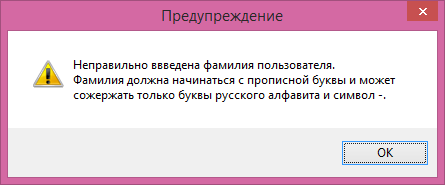 Предупреждение
Неправильно ввведена фамилия пользователя.
Фамилия должна начинаться с прописной буквы и может
сожержать только буквы русского алфавита и символ -.
OK